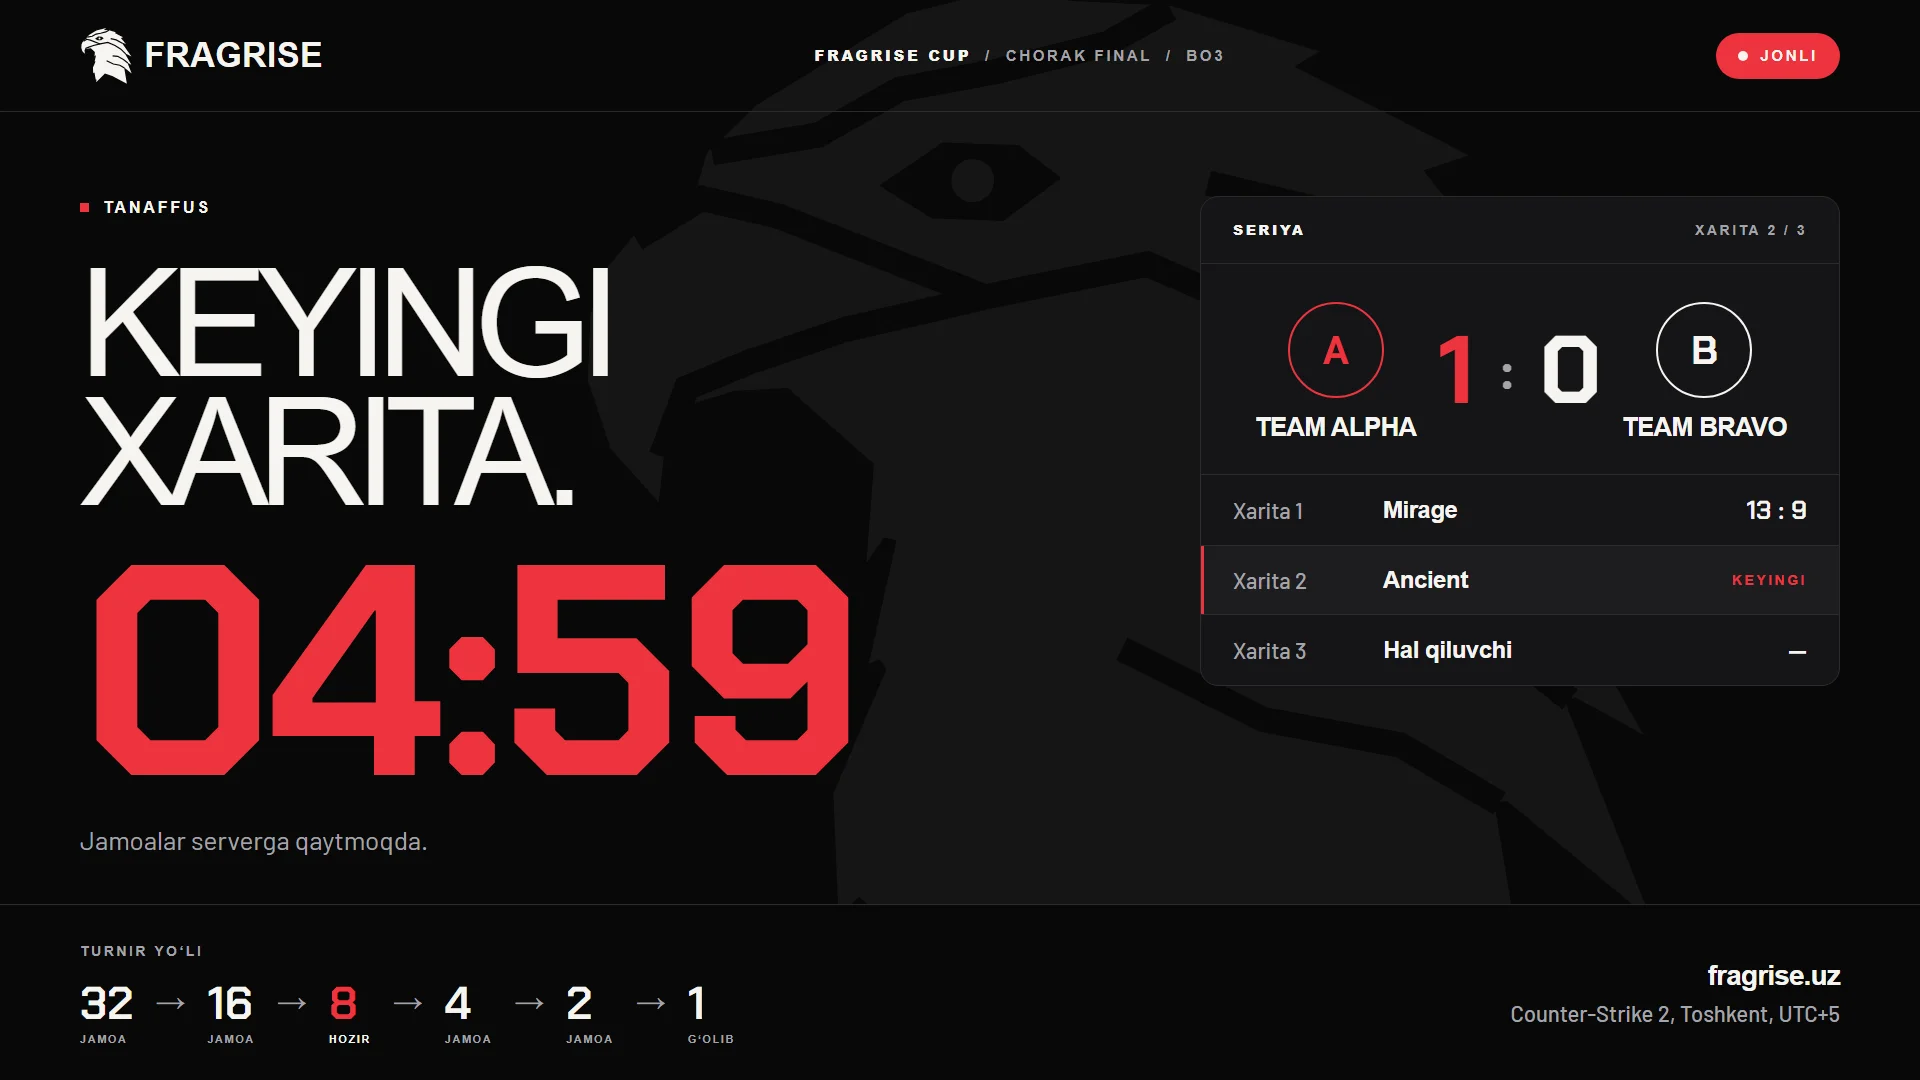 FRAGRISE
FRAGRISE CUP / CHORAK FINAL / BO3
JONLI
TANAFFUS
KEYINGI
XARITA.
04:59
Jamoalar serverga qaytmoqda.
SERIYA
XARITA 2 / 3
A
1 : 0
B
TEAM ALPHA
TEAM BRAVO
Xarita 1 Mirage 13 : 9
Xarita 2 Ancient KEYINGI
Xarita 3 Hal qiluvchi —
TURNIR YO‘LI
32 → 16 → 8 → 4 → 2 → 1
JAMOA JAMOA HOZIR JAMOA JAMOA G‘OLIB
fragrise.uz
Counter-Strike 2, Toshkent, UTC+5